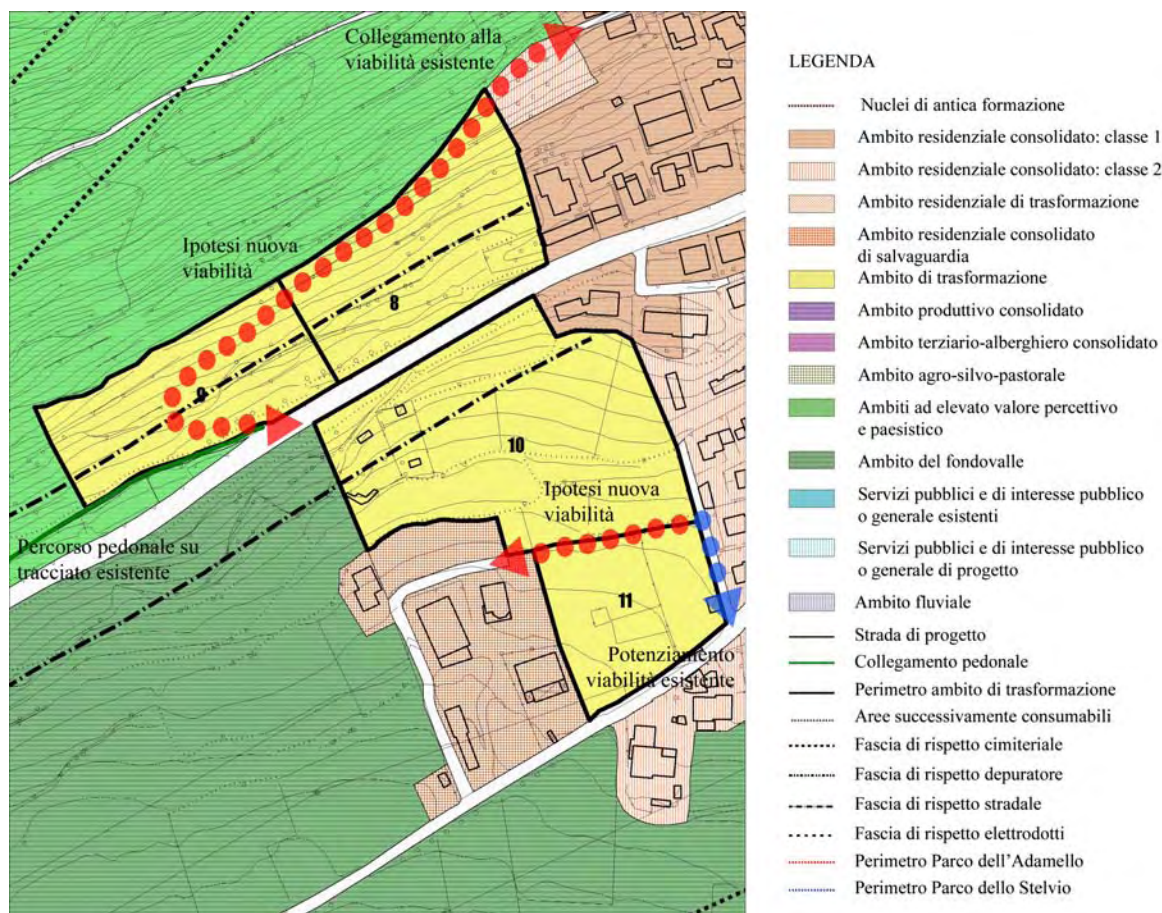 Collegamento alla
viabilità esistente
Ipotesi nuova
viabilità
8
9
10
Ipotesi nuova
viabilità
Percorso pedonale su
tracciato esistente
11
Potenziamento
viabilità esistente
LEGENDA
Nuclei di antica formazione
Ambito residenziale consolidato: classe 1
Ambito residenziale consolidato: classe 2
Ambito residenziale di trasformazione
Ambito residenziale consolidato
di salvaguardia
Ambito di trasformazione
Ambito produttivo consolidato
Ambito terziario-alberghiero consolidato
Ambito agro-silvo-pastorale
Ambiti ad elevato valore percettivo
e paesistico
Ambito del fondovalle
Servizi pubblici e di interesse pubblico
o generale esistenti
Servizi pubblici e di interesse pubblico
o generale di progetto
Ambito fluviale
Strada di progetto
Collegamento pedonale
Perimetro ambito di trasformazione
Aree successivamente consumabili
Fascia di rispetto cimiteriale
Fascia di rispetto depuratore
Fascia di rispetto stradale
Fascia di rispetto elettrodotti
Perimetro Parco dell'Adamello
Perimetro Parco dello Stelvio